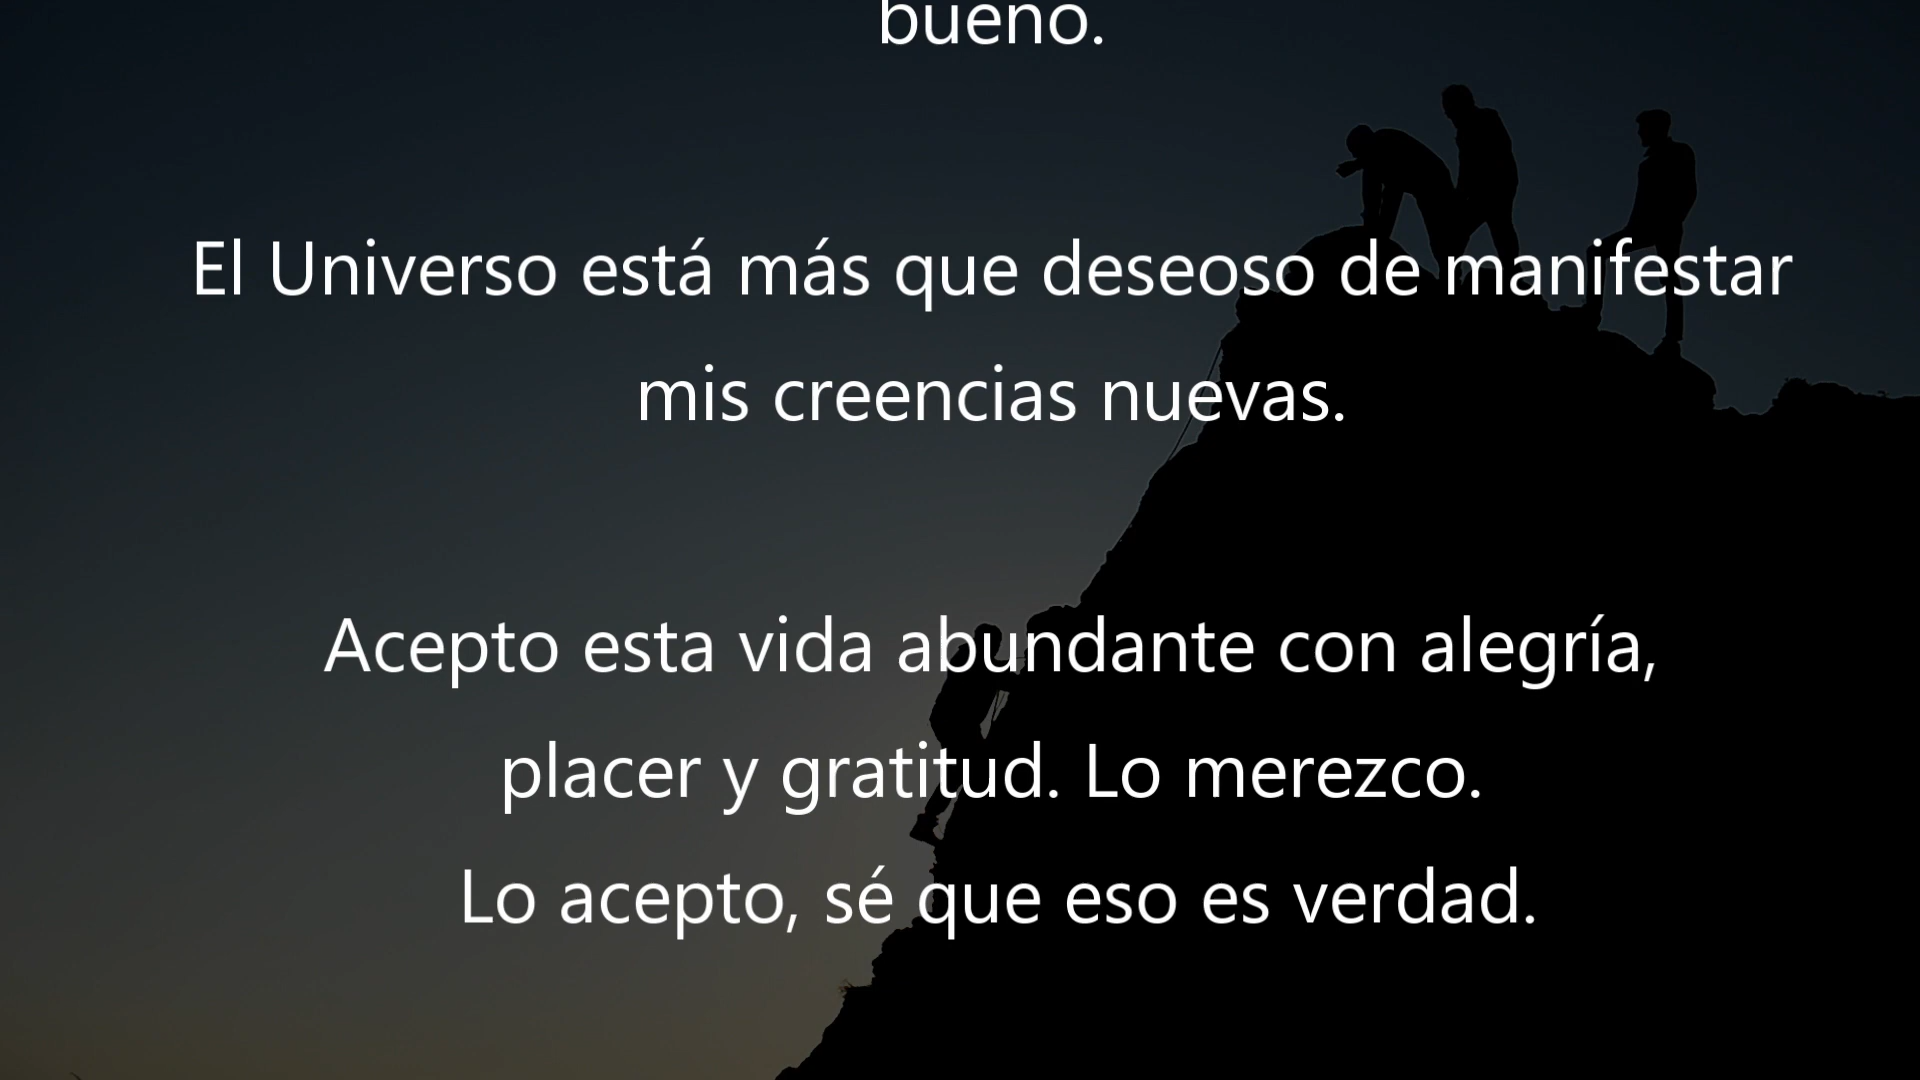 bueno.
El Universo está más que deseoso de manifestar
mis creencias nuevas.
Acepto esta vida abundante con alegría,
placer y gratitud. Lo merezco.
Lo acepto, sé que eso es verdad.